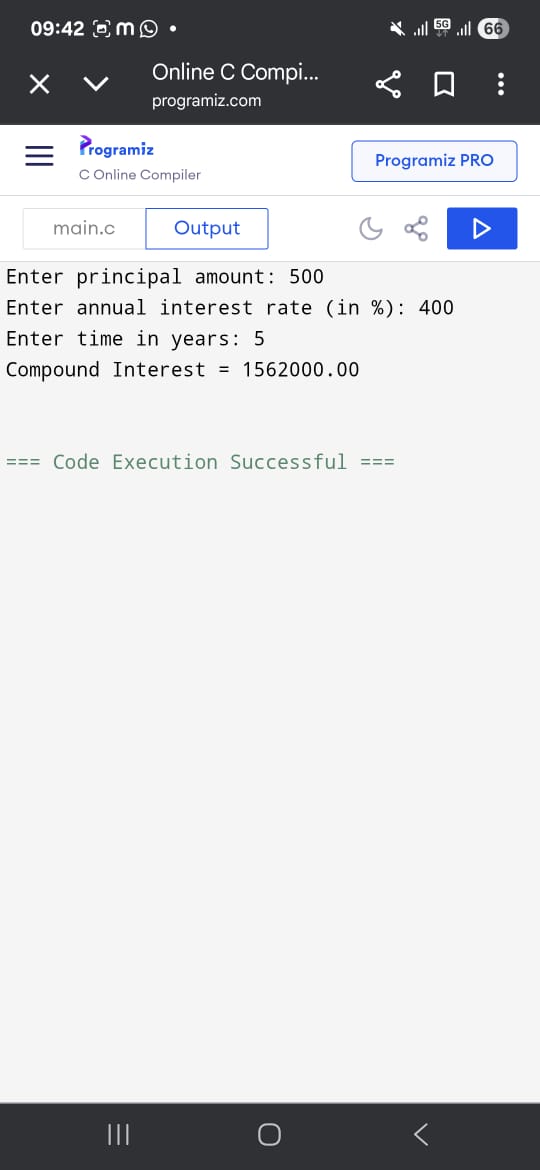 09:42
5G
66
Online C Compi...
programiz.com
Programiz
C Online Compiler
Programiz PRO
main.c
Output
Enter principal amount: 500
Enter annual interest rate (in %): 400
Enter time in years: 5
Compound Interest = 1562000.00
=== Code Execution Successful ===